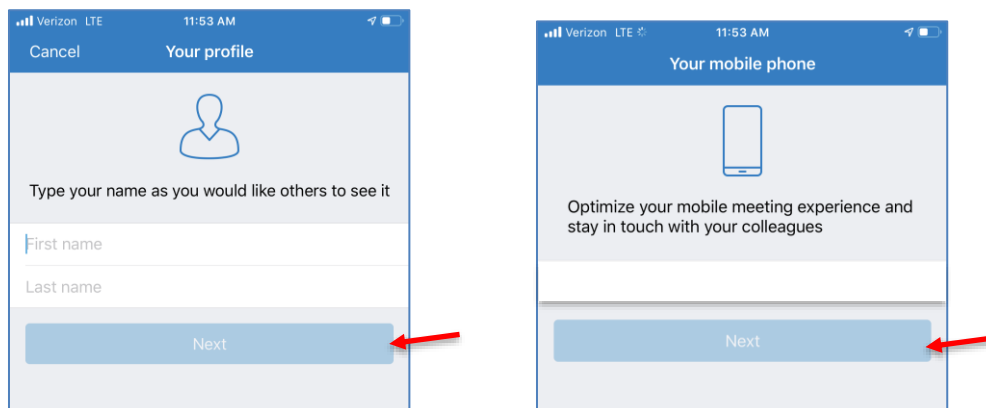 Verizon LTE 11:53 AM
Cancel Your profile
Type your name as you would like others to see it
First name
Last name
Next
Verizon LTE 11:53 AM
Your mobile phone
Optimize your mobile meeting experience and
stay in touch with your colleagues
Next